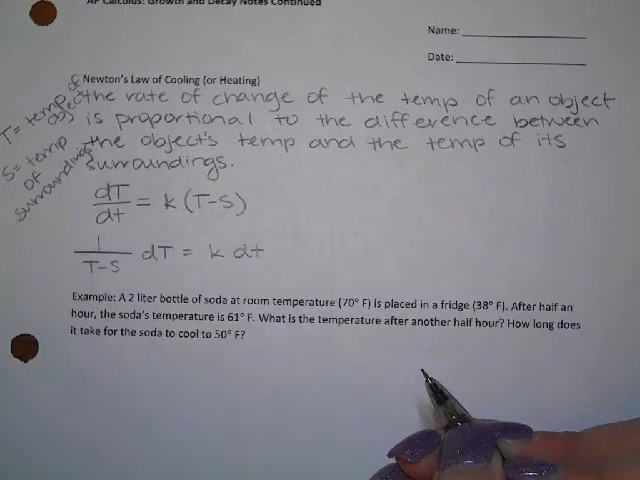 AP Calculus: Growth and Decay Notes Continued
Name:
Date:
Newton's Law of Cooling (or Heating)
the rate of change of the temp of an object
is proportional to the difference between
the object's temp and the temp of its
surroundings.
T = temp of
object
S = temp
of
surroundings
dT/dt = k (T-S)
1/(T-S) dT = k dt
Example: A 2 liter bottle of soda at room temperature (70° F) is placed in a fridge (38° F). After half an
hour, the soda's temperature is 61° F. What is the temperature after another half hour? How long does
it take for the soda to cool to 50° F?